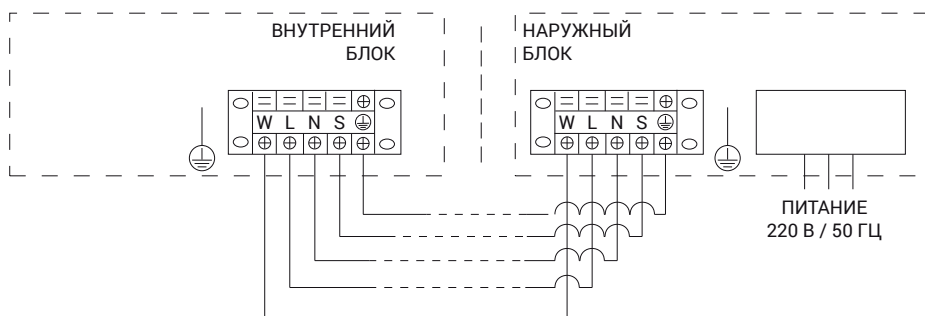 ВНУТРЕННИЙ
БЛОК
НАРУЖНЫЙ
БЛОК
W L N S
W L N S
ПИТАНИЕ
220 В / 50 ГЦ